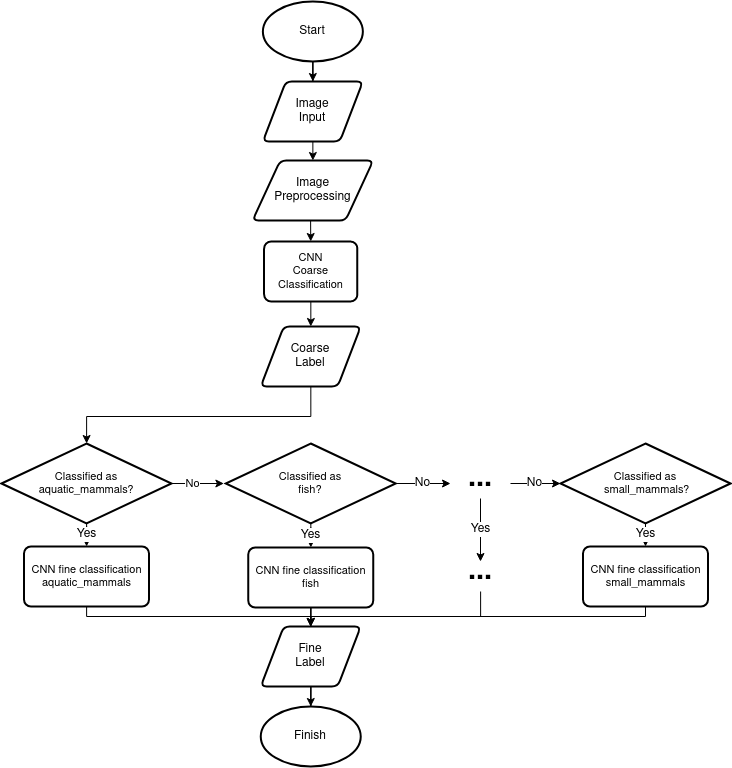 Start
Image
Input
Image
Preprocessing
CNN
Coarse
Classification
Coarse
Label
Classified as
aquatic_mammals?
No
Classified as
fish?
No
...
No
Classified as
small_mammals?
Yes
Yes
Yes
Yes
CNN fine classification
aquatic_mammals
CNN fine classification
fish
...
CNN fine classification
small_mammals
Fine
Label
Finish